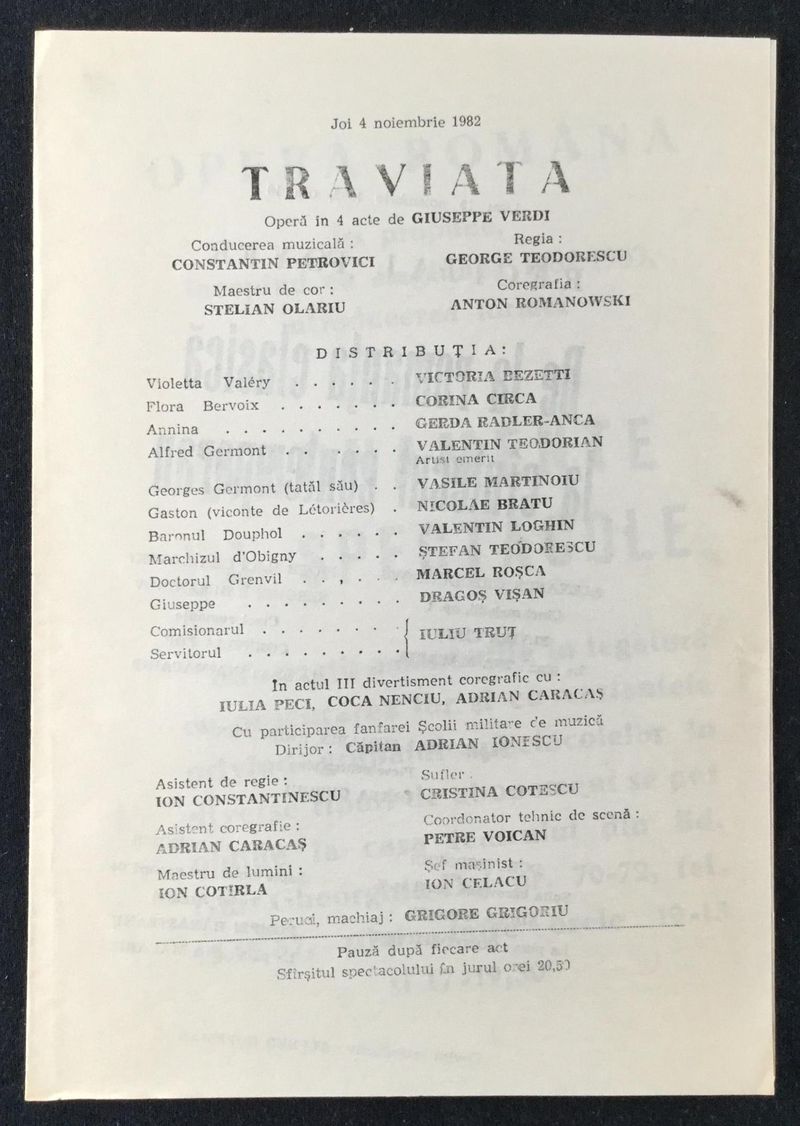 Joi 4 noiembrie 1982
TRAVIATA
Operă în 4 acte de GIUSEPPE VERDI
Conducerea muzicală :
CONSTANTIN PETROVICI
Regia :
GEORGE TEODORESCU
Maestru de cor :
STELIAN OLARIU
Coregrafia :
ANTON ROMANOWSKI
DISTRIBUȚIA:
Violetta Valéry . . . . . . VICTORIA BEZETTI
Flora Bervoix . . . . . . . CORINA CIRCA
Annina . . . . . . . . . . GERDA RADLER-ANCA
Alfred Germont . . . . . . VALENTIN TEODORIAN
Artist emerit
Georges Germont (tatăl său) . . VASILE MARTINOIU
Gaston (viconte de Létorières) . NICOLAE BRATU
Baronul Douphol . . . . . . VALENTIN LOGHIN
Marchizul d'Obigny . . . . . ȘTEFAN TEODORESCU
Doctorul Grenvil . . , . . . MARCEL ROȘCA
Giuseppe . . . . . . . . . DRAGOȘ VIȘAN
Comisionarul . . . . . . . . { IULIU TRUȚ
Servitorul . . . . . . . . .
În actul III divertisment coregrafic cu :
IULIA PECI, COCA NENCIU, ADRIAN CARACAȘ
Cu participarea fanfarei Școlii militare de muzică
Dirijor : Căpitan ADRIAN IONESCU
Asistent de regie :
ION CONSTANTINESCU
Sufler .
CRISTINA COTESCU
Asistent coregrafie :
ADRIAN CARACAȘ
Coordonator tehnic de scenă :
PETRE VOICAN
Maestru de lumini :
ION COTIRLA
Șef mașinist :
ION CELACU
Peruci, machiaj : GRIGORE GRIGORIU
Pauză după fiecare act
Sfîrșitul spectacolului în jurul orei 20,50